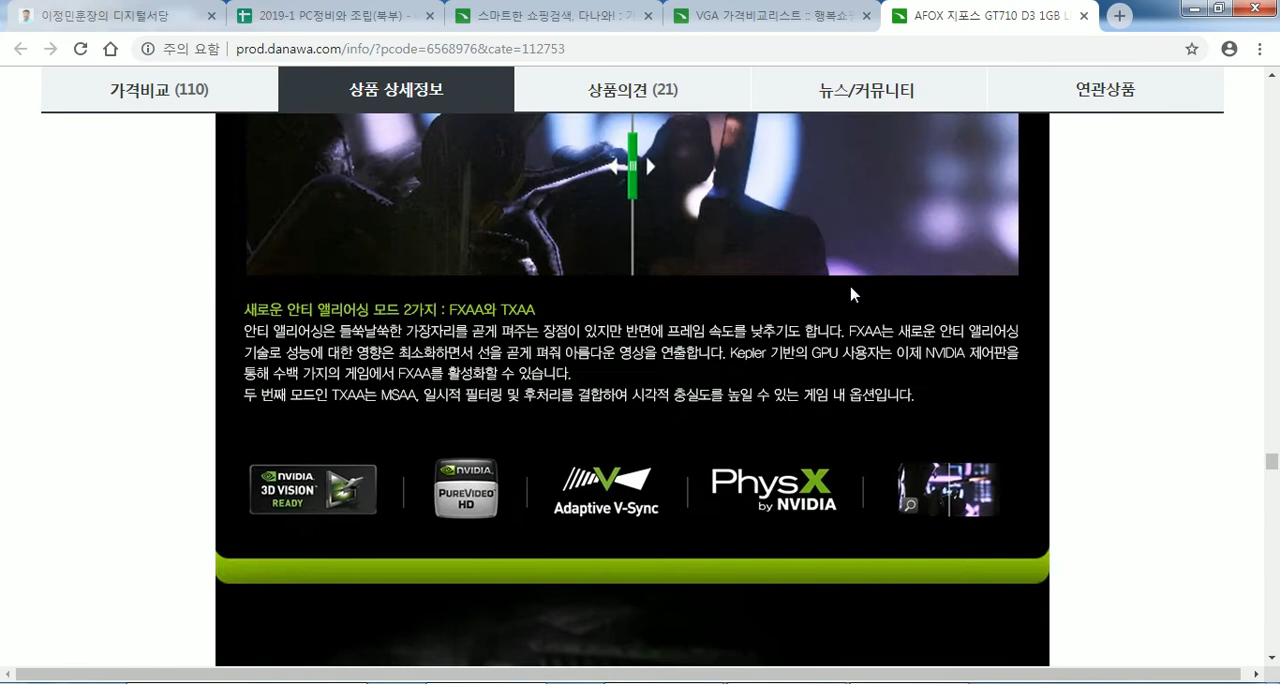 이정민훈장의 디지털서당
2019-1 PC정비와 조립(북부) -
스마트한 쇼핑검색, 다나와! :
VGA 가격비교리스트 :: 행복쇼
AFOX 지포스 GT710 D3 1GB L
주의 요함
prod.danawa.com/info/?pcode=6568976&cate=112753
가격비교 (110)
상품 상세정보
상품의견 (21)
뉴스/커뮤니티
연관상품
새로운 안티 앨리어싱 모드 2가지 : FXAA와 TXAA
안티 앨리어싱은 들쑥날쑥한 가장자리를 곧게 펴주는 장점이 있지만 반면에 프레임 속도를 낮추기도 합니다. FXAA는 새로운 안티 앨리어싱
기술로 성능에 대한 영향은 최소화하면서 선을 곧게 펴줘 아름다운 영상을 연출합니다. Kepler 기반의 GPU 사용자는 이제 NVIDIA 제어판을
통해 수백 가지의 게임에서 FXAA를 활성화할 수 있습니다.
두 번째 모드인 TXAA는 MSAA, 일시적 필터링 및 후처리를 결합하여 시각적 충실도를 높일 수 있는 게임 내 옵션입니다.
NVIDIA
3D VISION
READY
NVIDIA
PUREVIDEO
HD
Adaptive V-Sync
PhysX
by NVIDIA